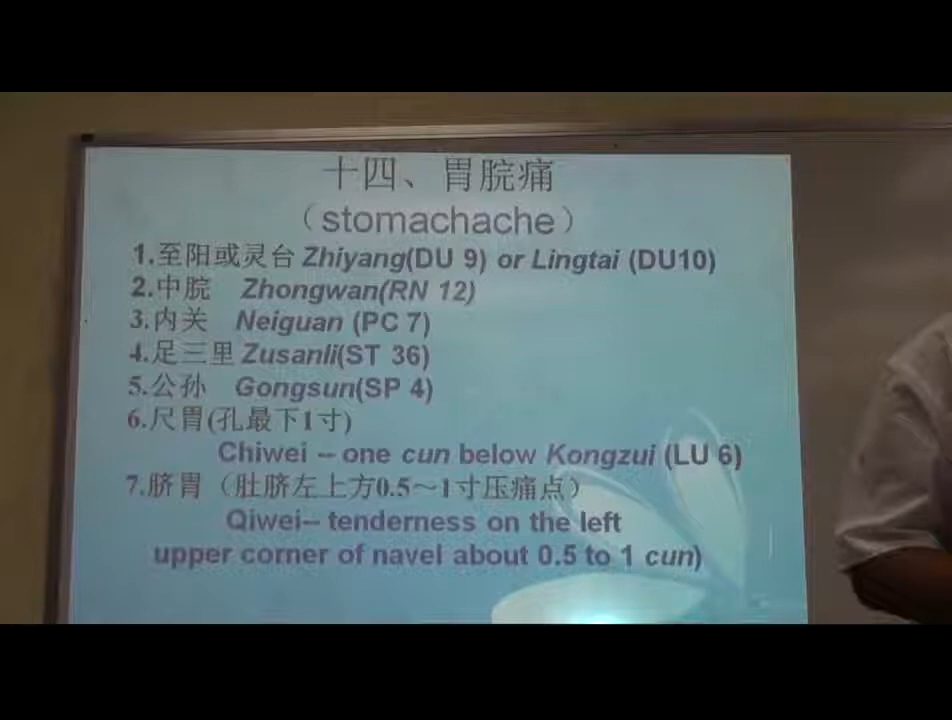 十四、胃脘痛
（stomachache）
1.至阳或灵台 Zhiyang(DU 9) or Lingtai (DU10)
2.中脘 Zhongwan(RN 12)
3.内关 Neiguan (PC 7)
4.足三里 Zusanli(ST 36)
5.公孙 Gongsun(SP 4)
6.尺胃(孔最下1寸)
Chiwei – one cun below Kongzui (LU 6)
7.脐胃（肚脐左上方0.5～1寸压痛点）
Qiwei– tenderness on the left
upper corner of navel about 0.5 to 1 cun)